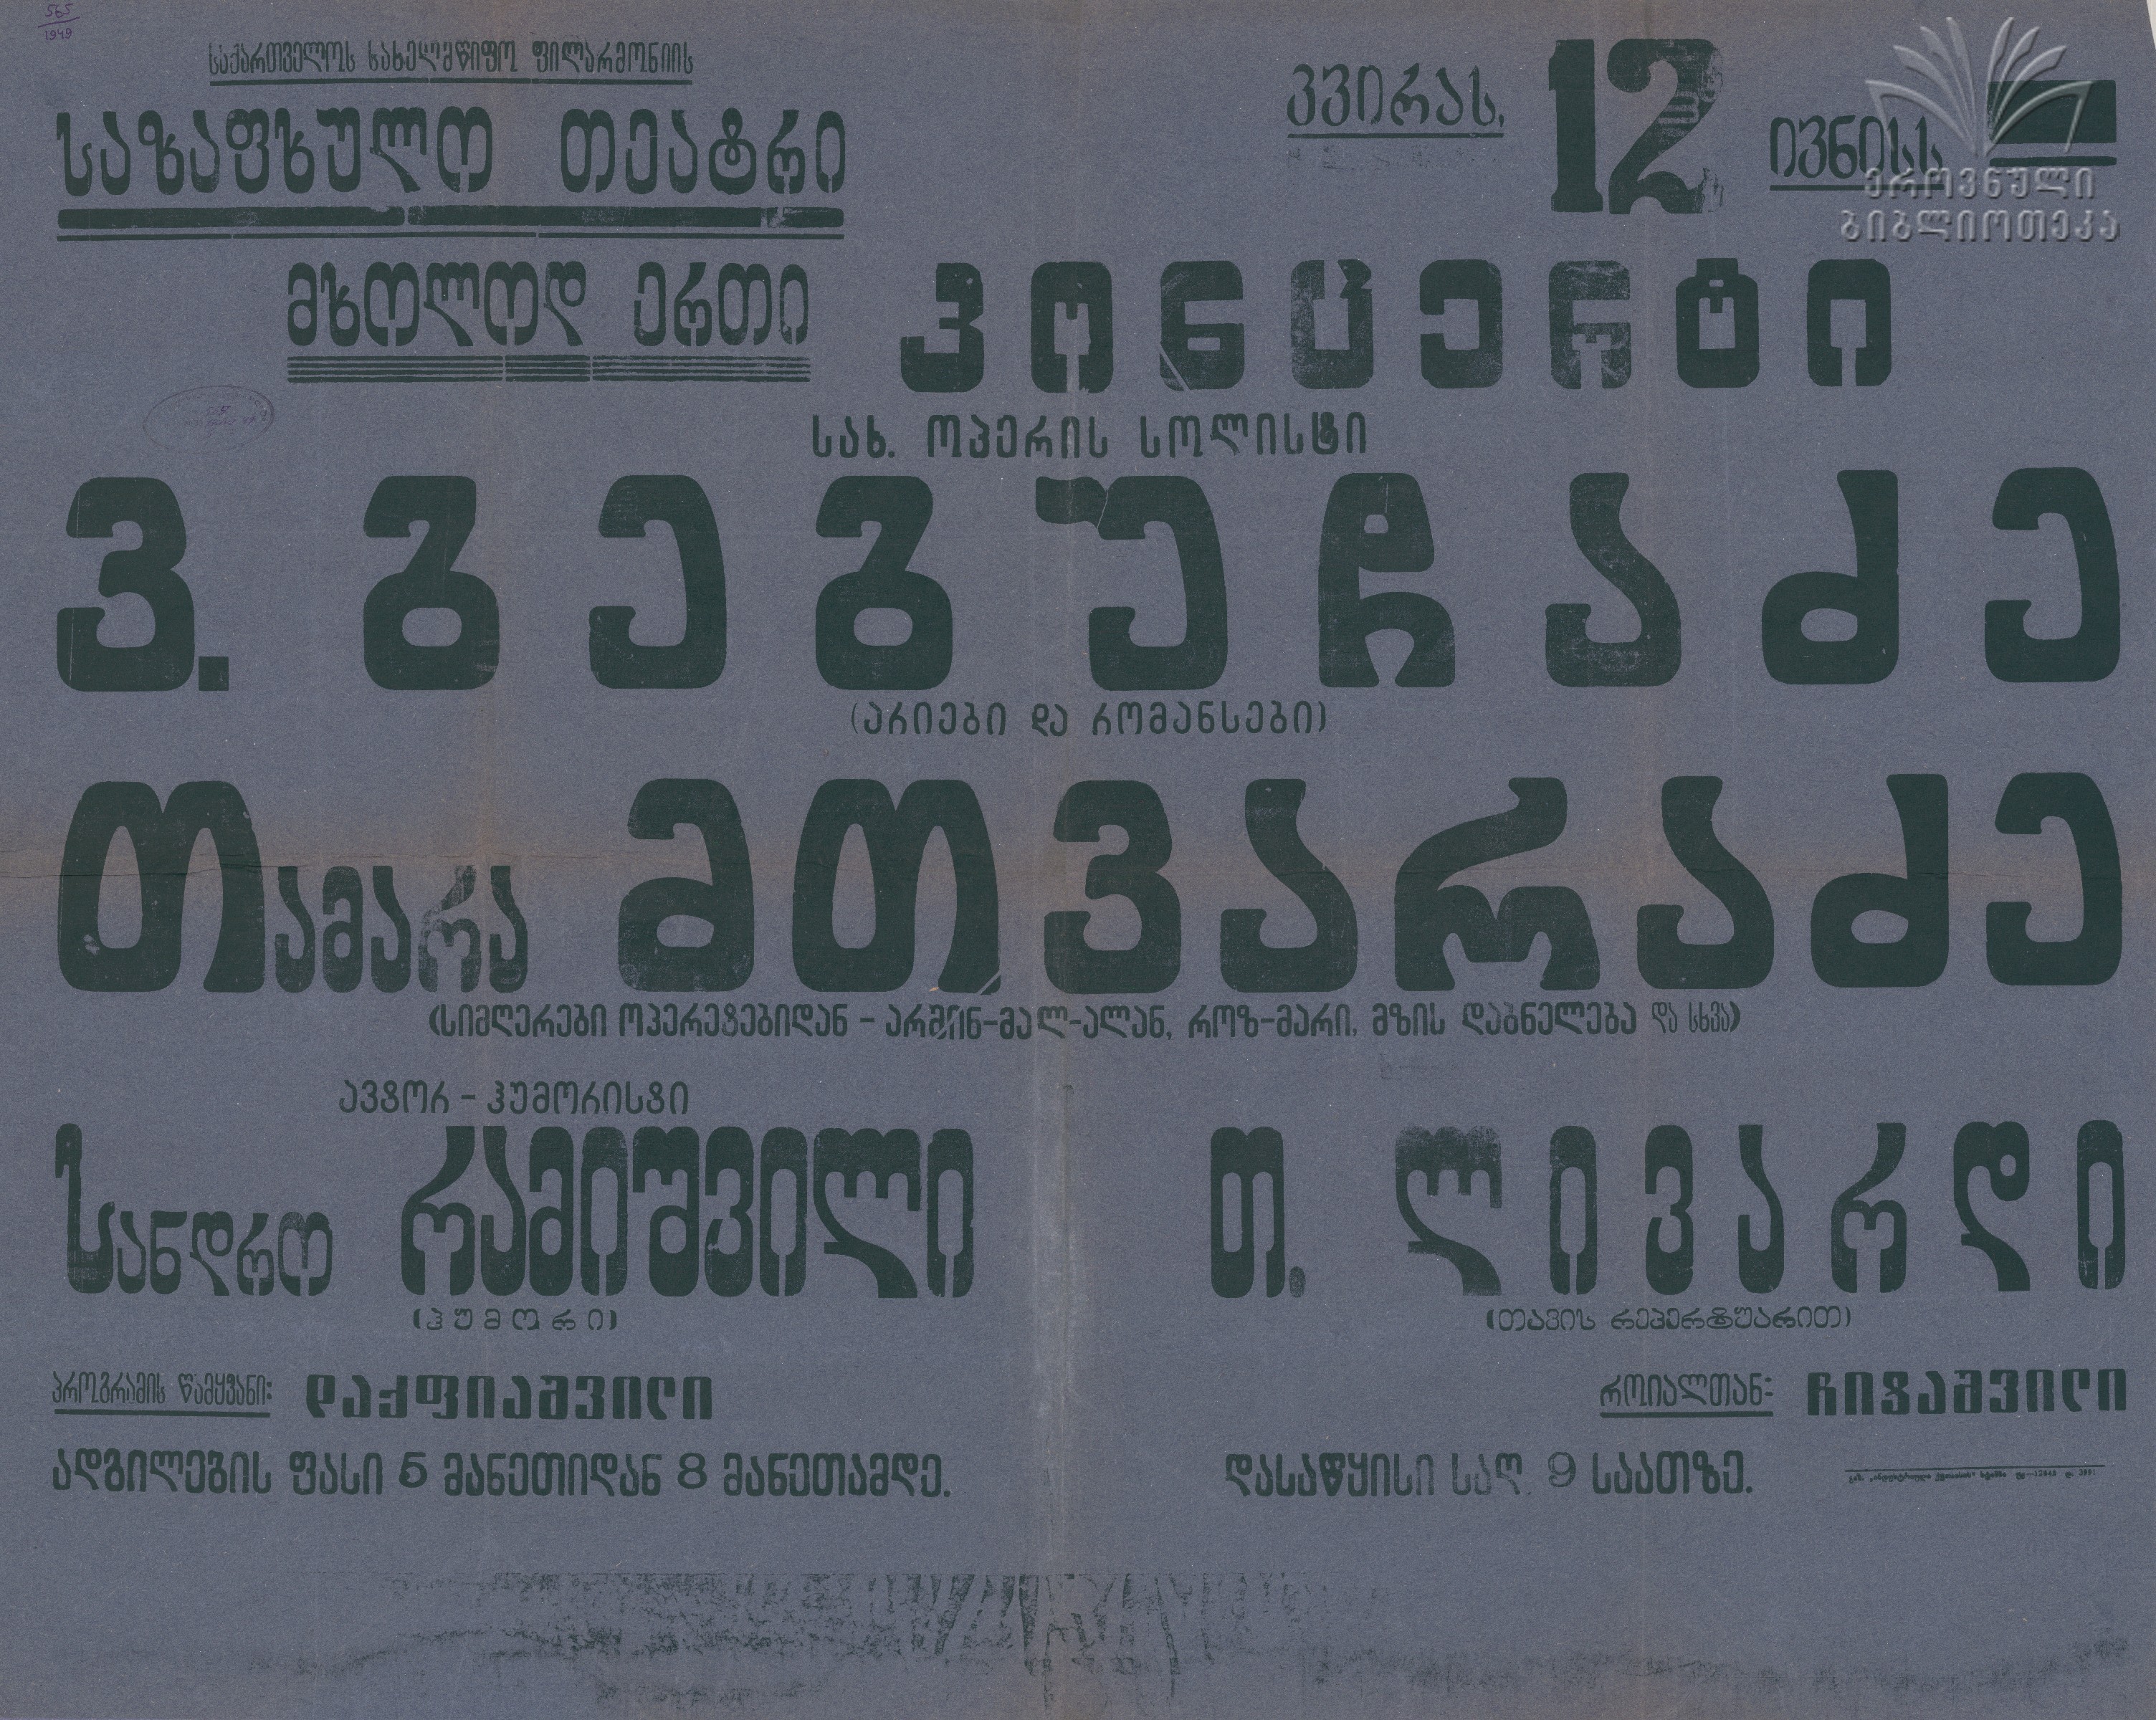 565
1949
საქართველოს სახელმწიფო ფილარმონიის
საზაფხულო თეატრი
კვირას, 12 ივნისს
ეროვნული
ბიბლიოთეკა
მხოლოდ ერთი კონცერტი
სახ. ოპერის სოლისტი
ვ. გეგუჩაძე
(არიები და რომანსები)
თამარა მთვარაძე
(სიმღერები ოპერეტებიდან – არშინ-მალ-ალან, როზ-მარი, მზის დაბნელება და სხვა)
ავტორ – ჰუმორისტი
სანდრო რამიშვილი
თ. ლივარდი
(ჰუმორი)
(თავის რეპერტუარით)
პროგრამის წამყვანი: დაქფიაშვილი
როიალთან: ჩიტაშვილი
ადგილების ფასი 5 მანეთიდან 8 მანეთამდე.
დასაწყისი საღ. 9 საათზე.